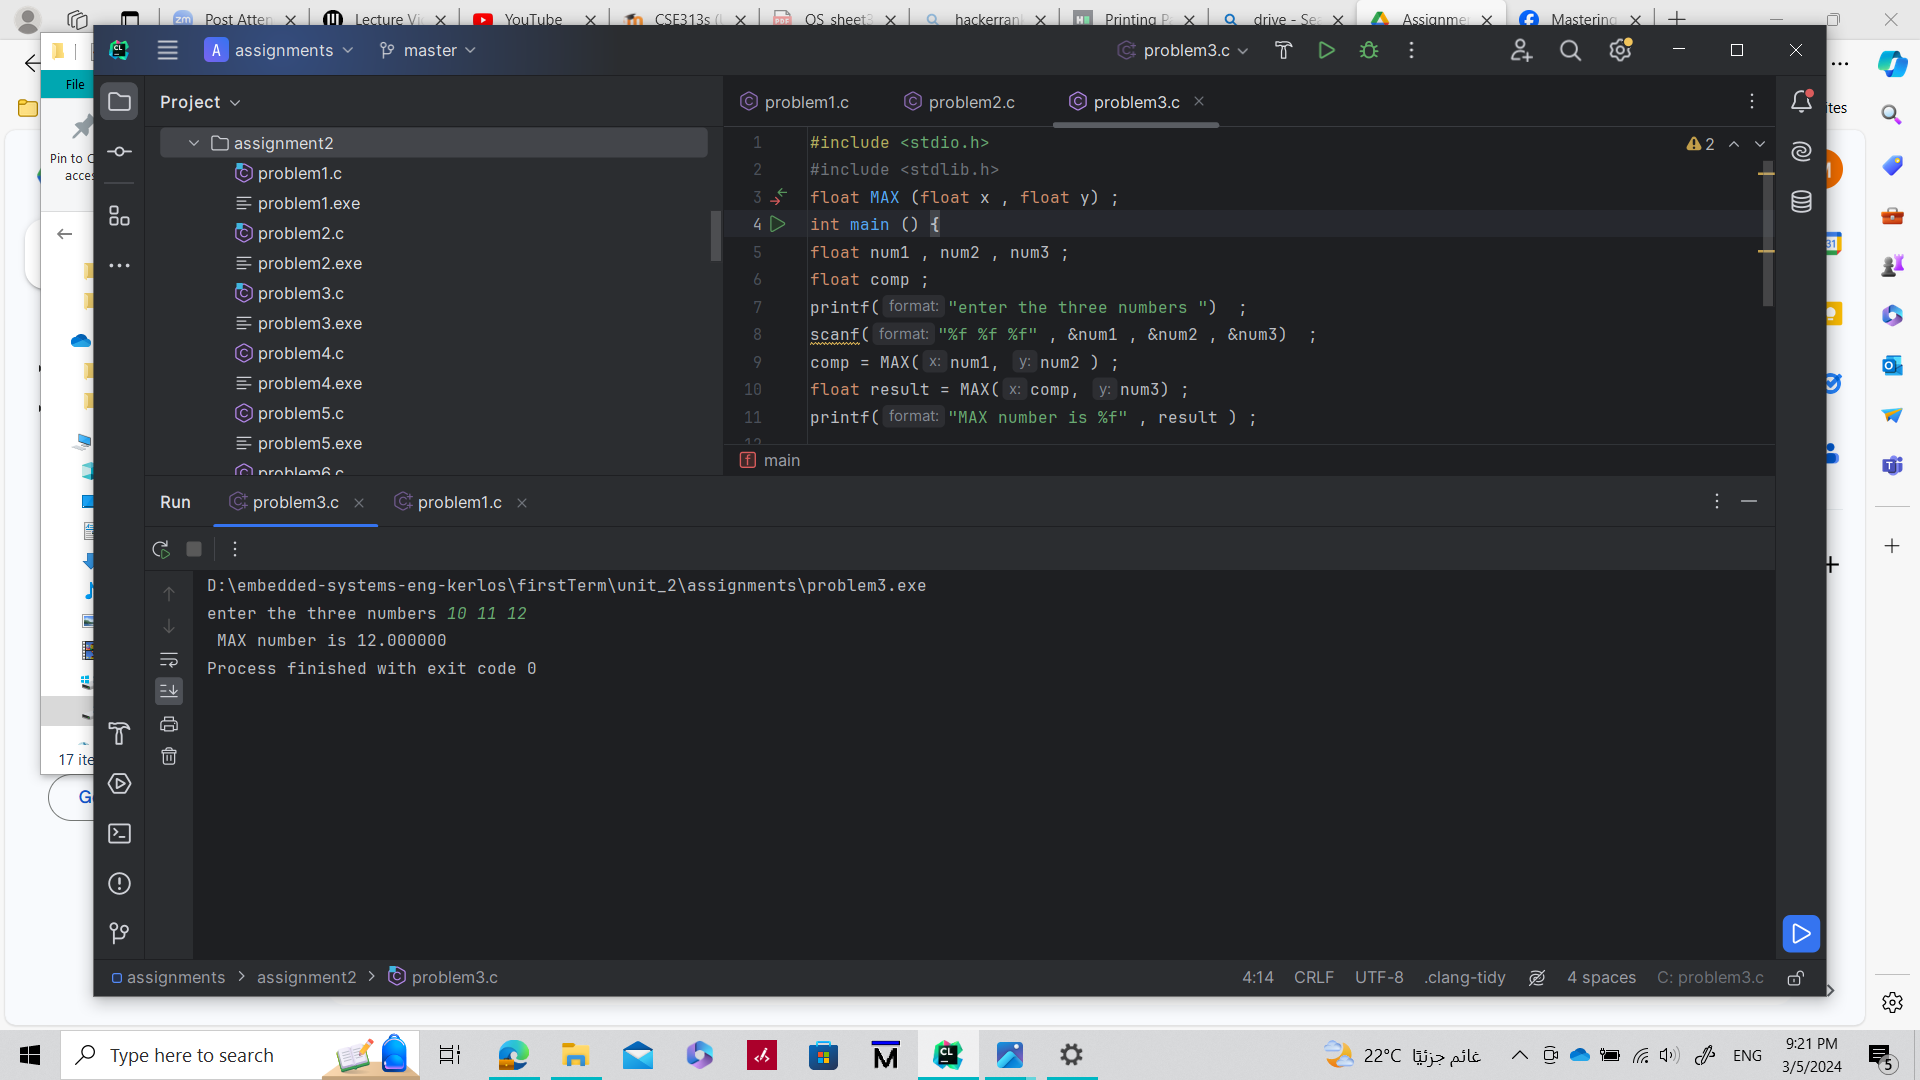 Post Atten
Lecture Vi
YouTube
CSE313s (U
OS_sheet3
hackerran
Printing Pa
drive - Sea
Assignmen
Mastering
File
Pin to
17 ite
assignments
master
problem3.c
Project
assignment2
problem1.c
problem1.exe
problem2.c
problem2.exe
problem3.c
problem3.exe
problem4.c
problem4.exe
problem5.c
problem5.exe
problem6.c
problem1.c
problem2.c
problem3.c
2
1 #include <stdio.h>
2 #include <stdlib.h>
3 float MAX (float x , float y) ;
4 int main () {
5 float num1 , num2 , num3 ;
6 float comp ;
7 printf( format: "enter the three numbers ")  ;
8 scanf( format: "%f %f %f" , &num1 , &num2 , &num3)  ;
9 comp = MAX( x: num1, y: num2 ) ;
10 float result = MAX( x: comp, y: num3) ;
11 printf( format: "MAX number is %f" , result ) ;
12
main
Run
problem3.c
problem1.c
D:\embedded-systems-eng-kerlos\firstTerm\unit_2\assignments\problem3.exe
enter the three numbers 10 11 12
 MAX number is 12.000000
Process finished with exit code 0
assignments > assignment2 > problem3.c
4:14 CRLF UTF-8 .clang-tidy 4 spaces C: problem3.c
Type here to search
22°C غائم جزئيًا
ENG
9:21 PM
3/5/2024
5